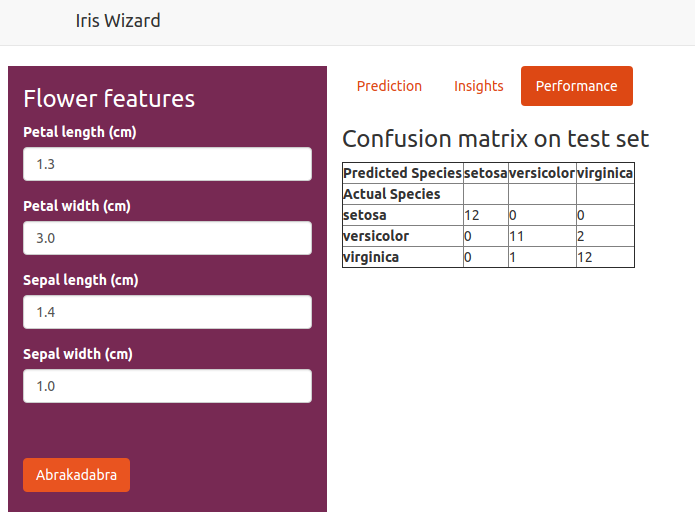 Iris Wizard
Flower features
Petal length (cm)
1.3
Petal width (cm)
3.0
Sepal length (cm)
1.4
Sepal width (cm)
1.0
Abrakadabra
Prediction Insights Performance
Confusion matrix on test set
Predicted Species setosa versicolor virginica
Actual Species
setosa 12 0 0
versicolor 0 11 2
virginica 0 1 12